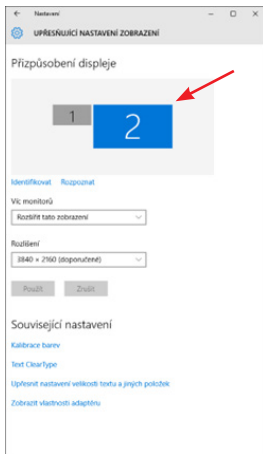 Nastavení
UPŘESŇUJÍCÍ NASTAVENÍ ZOBRAZENÍ
Přizpůsobení displeje
1
2
Identifikovat Rozpoznat
Víc monitorů
Rozšířit tato zobrazení
Rozlišení
3840 × 2160 (doporučené)
Použít Zrušit
Související nastavení
Kalibrace barev
Text ClearType
Upřesnit nastavení velikosti textu a jiných položek
Zobrazit vlastnosti adaptéru